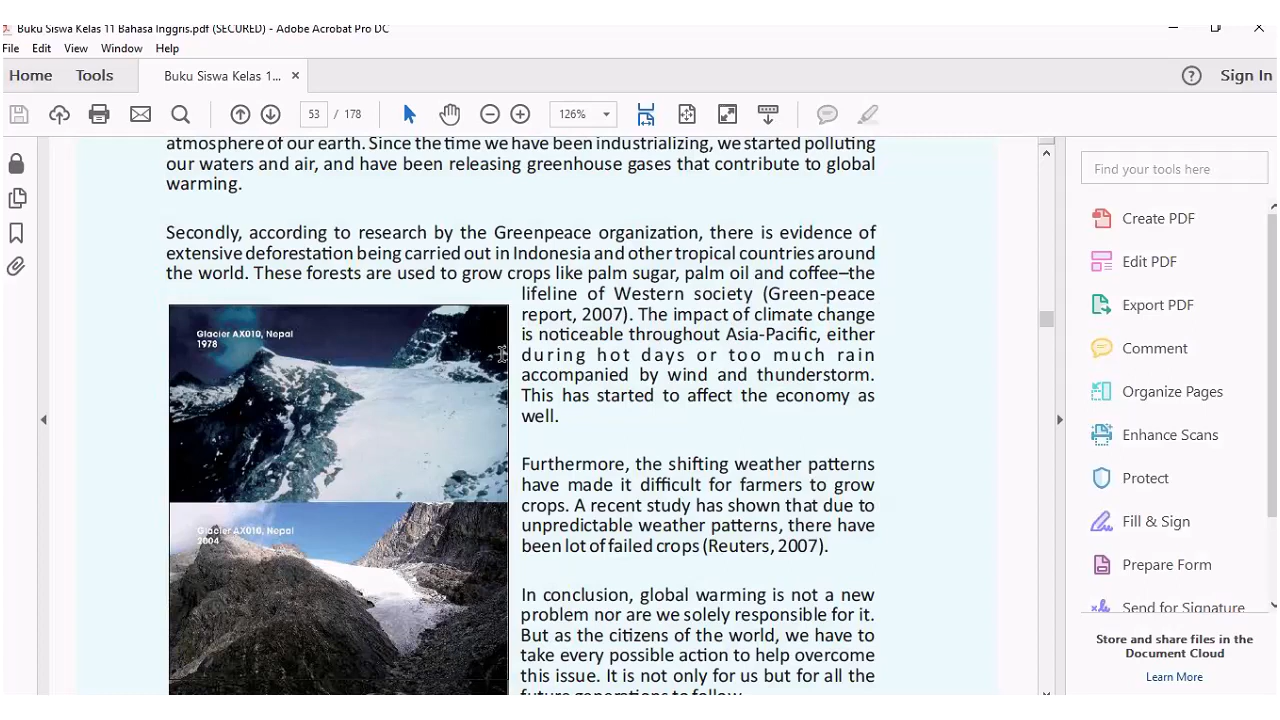 Buku Siswa Kelas 11 Bahasa Inggris.pdf (SECURED) - Adobe Acrobat Pro DC
File Edit View Window Help
Home Tools Buku Siswa Kelas 1... × Sign In
53 / 178 126%
atmosphere of our earth. Since the time we have been industrializing, we started polluting
our waters and air, and have been releasing greenhouse gases that contribute to global
warming.
Secondly, according to research by the Greenpeace organization, there is evidence of
extensive deforestation being carried out in Indonesia and other tropical countries around
the world. These forests are used to grow crops like palm sugar, palm oil and coffee–the
lifeline of Western society (Green-peace
report, 2007). The impact of climate change
is noticeable throughout Asia-Pacific, either
during hot days or too much rain
accompanied by wind and thunderstorm.
This has started to affect the economy as
well.
Glacier AX010, Nepal
1978
Furthermore, the shifting weather patterns
have made it difficult for farmers to grow
crops. A recent study has shown that due to
unpredictable weather patterns, there have
been lot of failed crops (Reuters, 2007).
Glacier AX010, Nepal
2004
In conclusion, global warming is not a new
problem nor are we solely responsible for it.
But as the citizens of the world, we have to
take every possible action to help overcome
this issue. It is not only for us but for all the
future generations to follow.
Find your tools here
Create PDF
Edit PDF
Export PDF
Comment
Organize Pages
Enhance Scans
Protect
Fill & Sign
Prepare Form
Send for Signature
Store and share files in the
Document Cloud
Learn More